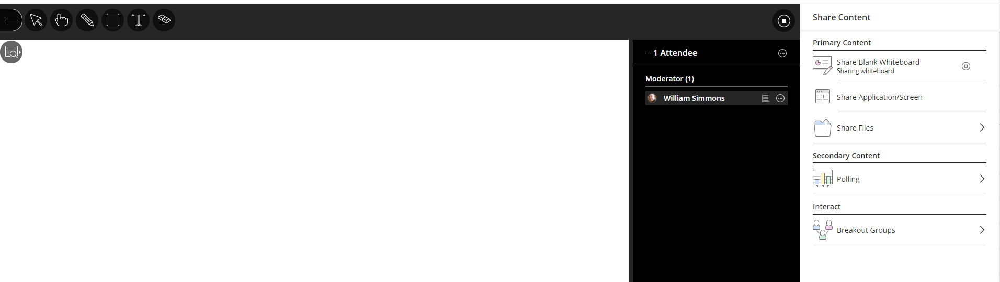 1 Attendee
Moderator (1)
William Simmons
Share Content
Primary Content
Share Blank Whiteboard
Sharing whiteboard
Share Application/Screen
Share Files
Secondary Content
Polling
Interact
Breakout Groups